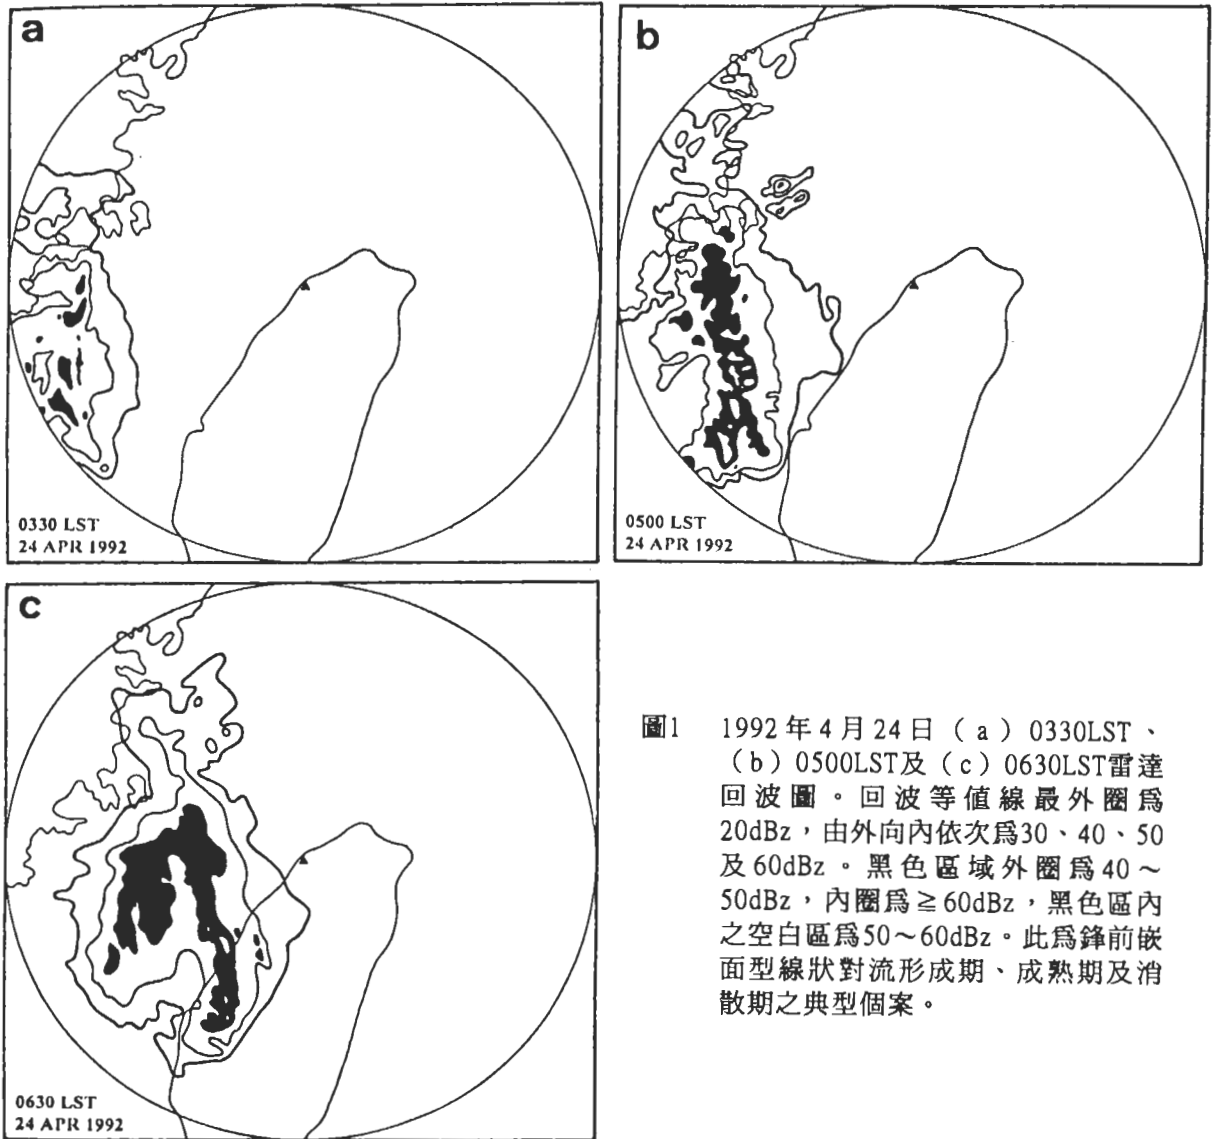 a
0330 LST
24 APR 1992
b
0500 LST
24 APR 1992
c
0630 LST
24 APR 1992
圖1 1992年4月24日（a）0330LST、
（b）0500LST及（c）0630LST雷達
回波圖。回波等值線最外圈爲
20dBz，由外向內依次爲30、40、50
及60dBz。黑色區域外圈爲40～
50dBz，內圈爲≧60dBz，黑色區內
之空白區爲50～60dBz。此爲鋒前嵌
面型線狀對流形成期、成熟期及消
散期之典型個案。